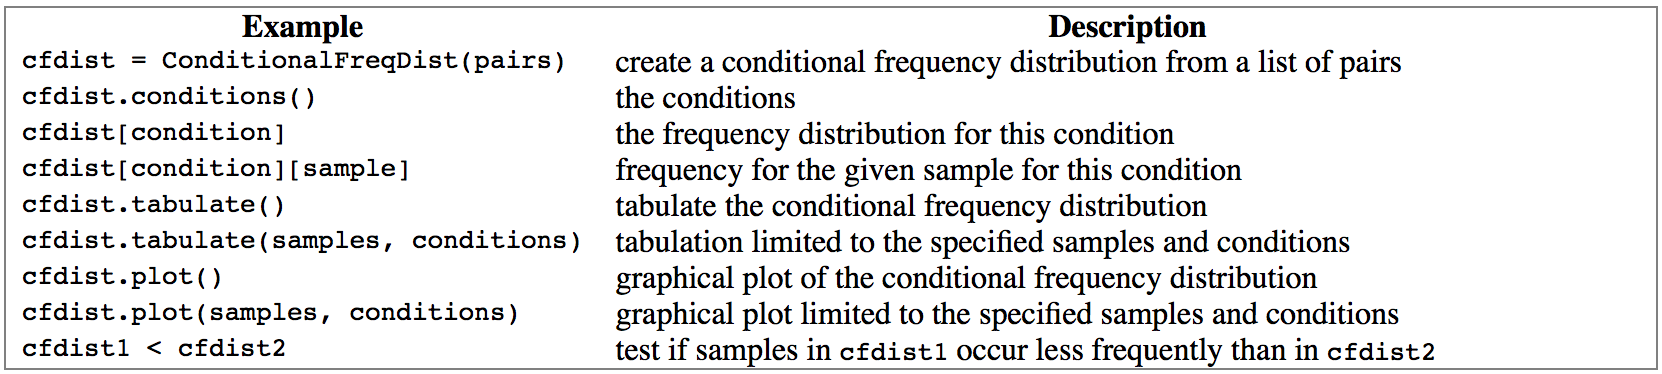 Example Description
cfdist = ConditionalFreqDist(pairs) create a conditional frequency distribution from a list of pairs
cfdist.conditions() the conditions
cfdist[condition] the frequency distribution for this condition
cfdist[condition][sample] frequency for the given sample for this condition
cfdist.tabulate() tabulate the conditional frequency distribution
cfdist.tabulate(samples, conditions) tabulation limited to the specified samples and conditions
cfdist.plot() graphical plot of the conditional frequency distribution
cfdist.plot(samples, conditions) graphical plot limited to the specified samples and conditions
cfdist1 < cfdist2 test if samples in cfdist1 occur less frequently than in cfdist2